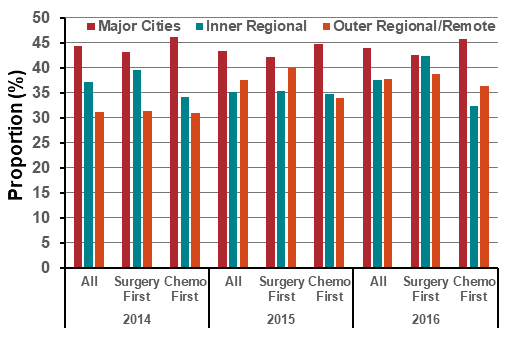 Major Cities Inner Regional Outer Regional/Remote
Proportion (%)
50
45
40
35
30
25
20
15
10
5
0
All Surgery First Chemo First All Surgery First Chemo First All Surgery First Chemo First
2014 2015 2016